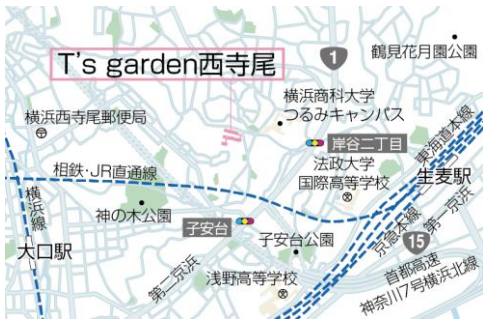 鶴見花月園公園
1
T's garden西寺尾
横浜商科大学
つるみキャンパス
横浜西寺尾郵便局
岸谷二丁目
東海道本線
法政大学
国際高等学校
生麦駅
相鉄・JR直通線
横浜線
神の木公園
子安台
京急本線
第一京浜
15
大口駅
子安台公園
第二京浜
浅野高等学校
首都高速
神奈川7号横浜北線